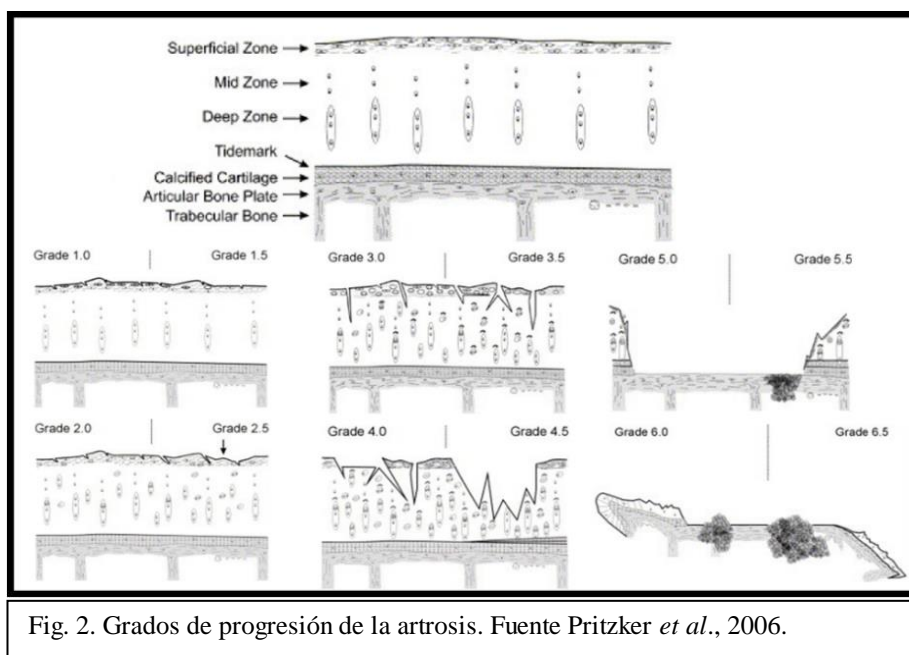 Superficial Zone
Mid Zone
Deep Zone
Tidemark
Calcified Cartilage
Articular Bone Plate
Trabecular Bone
Grade 1.0 Grade 1.5
Grade 3.0 Grade 3.5
Grade 5.0 Grade 5.5
Grade 2.0 Grade 2.5
Grade 4.0 Grade 4.5
Grade 6.0 Grade 6.5
Fig. 2. Grados de progresión de la artrosis. Fuente Pritzker et al., 2006.